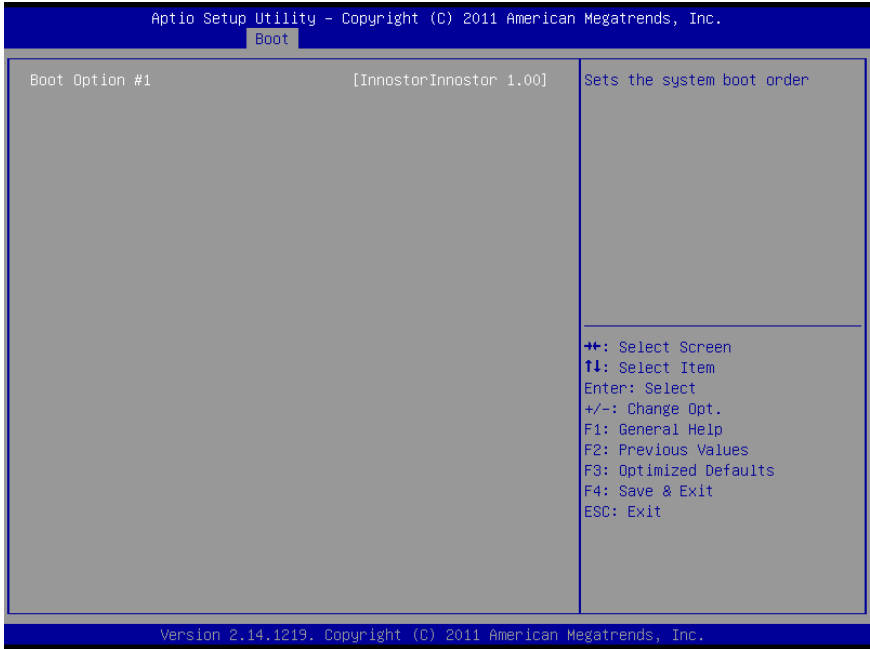 Aptio Setup Utility – Copyright (C) 2011 American Megatrends, Inc.
Boot
Boot Option #1 [InnostorInnostor 1.00]
Sets the system boot order
→←: Select Screen
↑↓: Select Item
Enter: Select
+/-: Change Opt.
F1: General Help
F2: Previous Values
F3: Optimized Defaults
F4: Save & Exit
ESC: Exit
Version 2.14.1219. Copyright (C) 2011 American Megatrends, Inc.